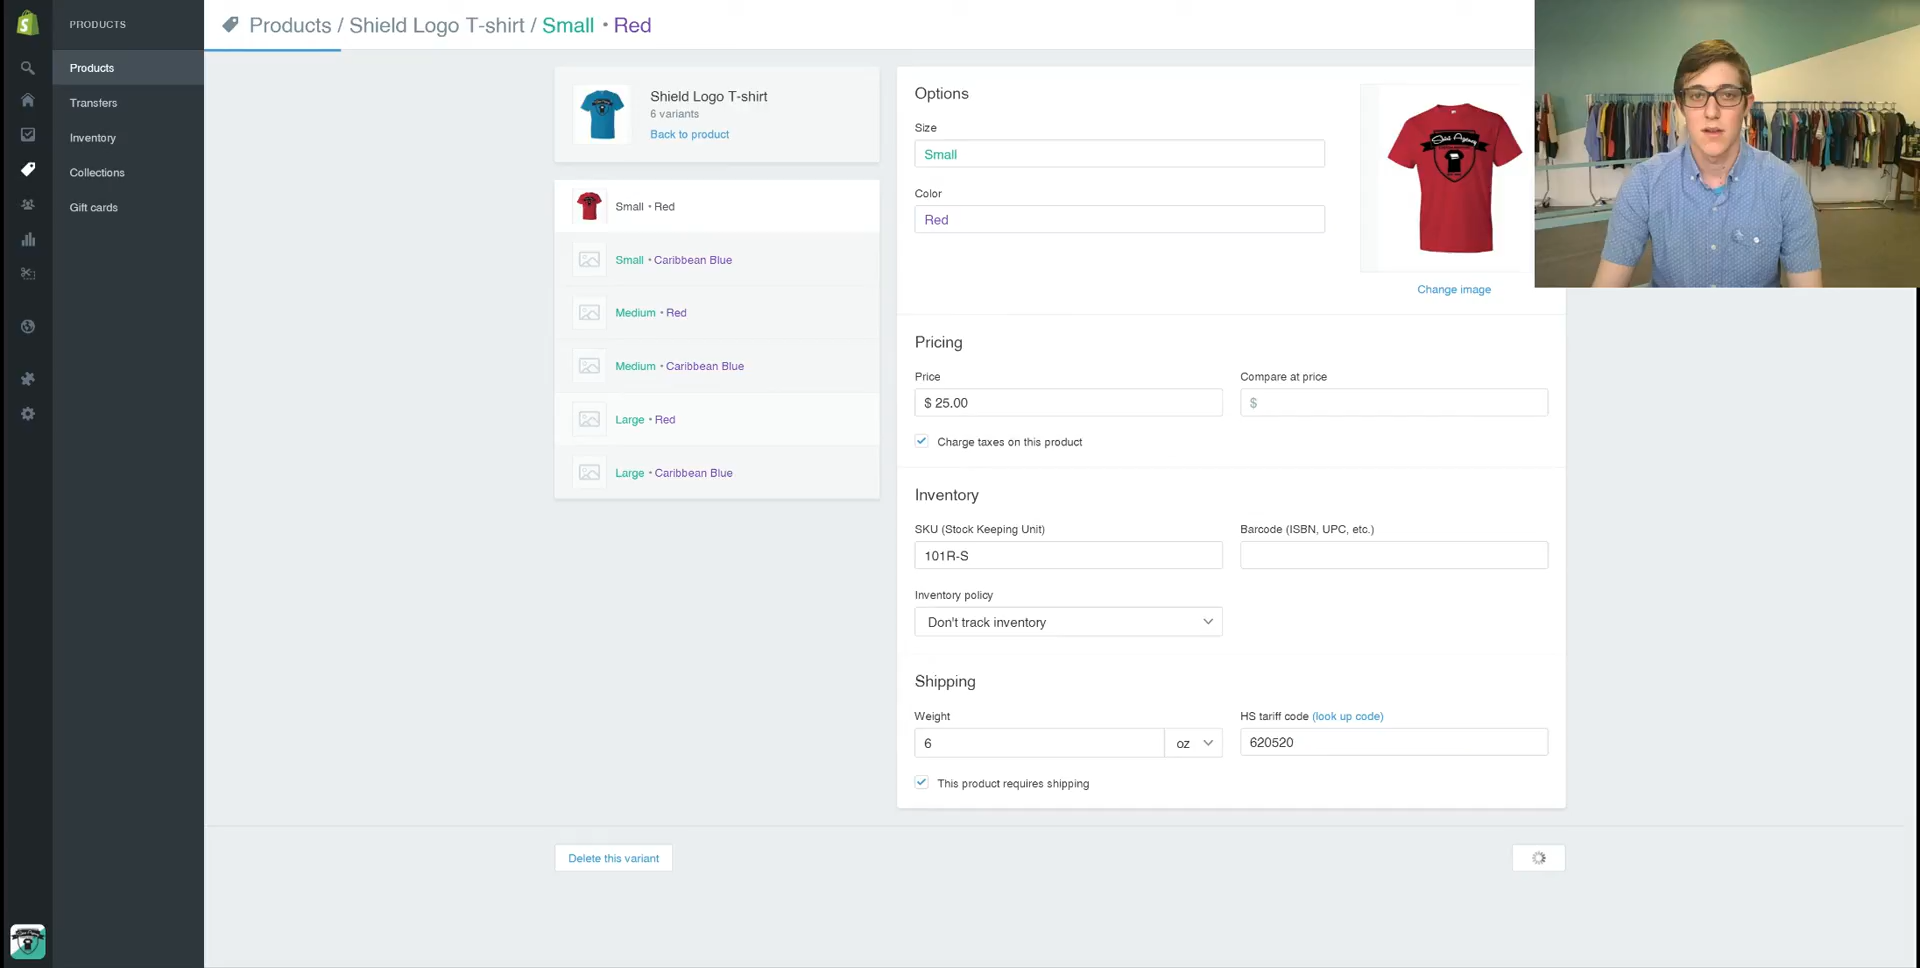 PRODUCTS
Products
Transfers
Inventory
Collections
Gift cards
Products / Shield Logo T-shirt / Small • Red
Shield Logo T-shirt
6 variants
Back to product
Small • Red
Small • Caribbean Blue
Medium • Red
Medium • Caribbean Blue
Large • Red
Large • Caribbean Blue
Options
Size
Small
Color
Red
Change image
Pricing
Price
Compare at price
$ 25.00
$
Charge taxes on this product
Inventory
SKU (Stock Keeping Unit)
Barcode (ISBN, UPC, etc.)
101R-S
Inventory policy
Don't track inventory
Shipping
Weight
HS tariff code (look up code)
6
oz
620520
This product requires shipping
Delete this variant